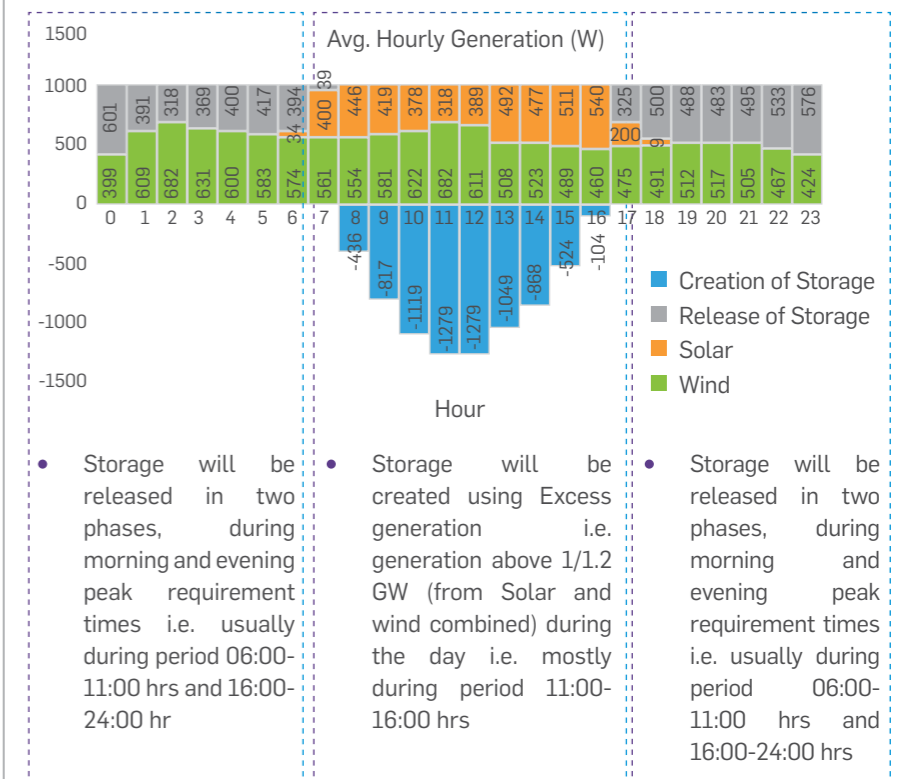 Avg. Hourly Generation (W)
1500
1000
500
0
-500
-1000
-1500
601 391 318 369 400 417 394 39 446 419 378 318 389 492 477 511 540 325 500 488 483 495 533 576
34 400 200 9
399 609 682 631 600 583 574 561 554 581 622 682 611 508 523 489 460 475 491 512 517 505 467 424
0 1 2 3 4 5 6 7 8 9 10 11 12 13 14 15 16 17 18 19 20 21 22 23
-436 -817 -1119 -1279 -1279 -1049 -868 -524 -104
Creation of Storage
Release of Storage
Solar
Wind
Hour
• Storage will be
released in two
phases, during
morning and evening
peak requirement
times i.e. usually
during period 06:00-
11:00 hrs and 16:00-
24:00 hr
• Storage will be
created using Excess
generation i.e.
generation above 1/1.2
GW (from Solar and
wind combined) during
the day i.e. mostly
during period 11:00-
16:00 hrs
• Storage will be
released in two
phases, during
morning and
evening peak
requirement times
i.e. usually during
period 06:00-
11:00 hrs and
16:00-24:00 hrs